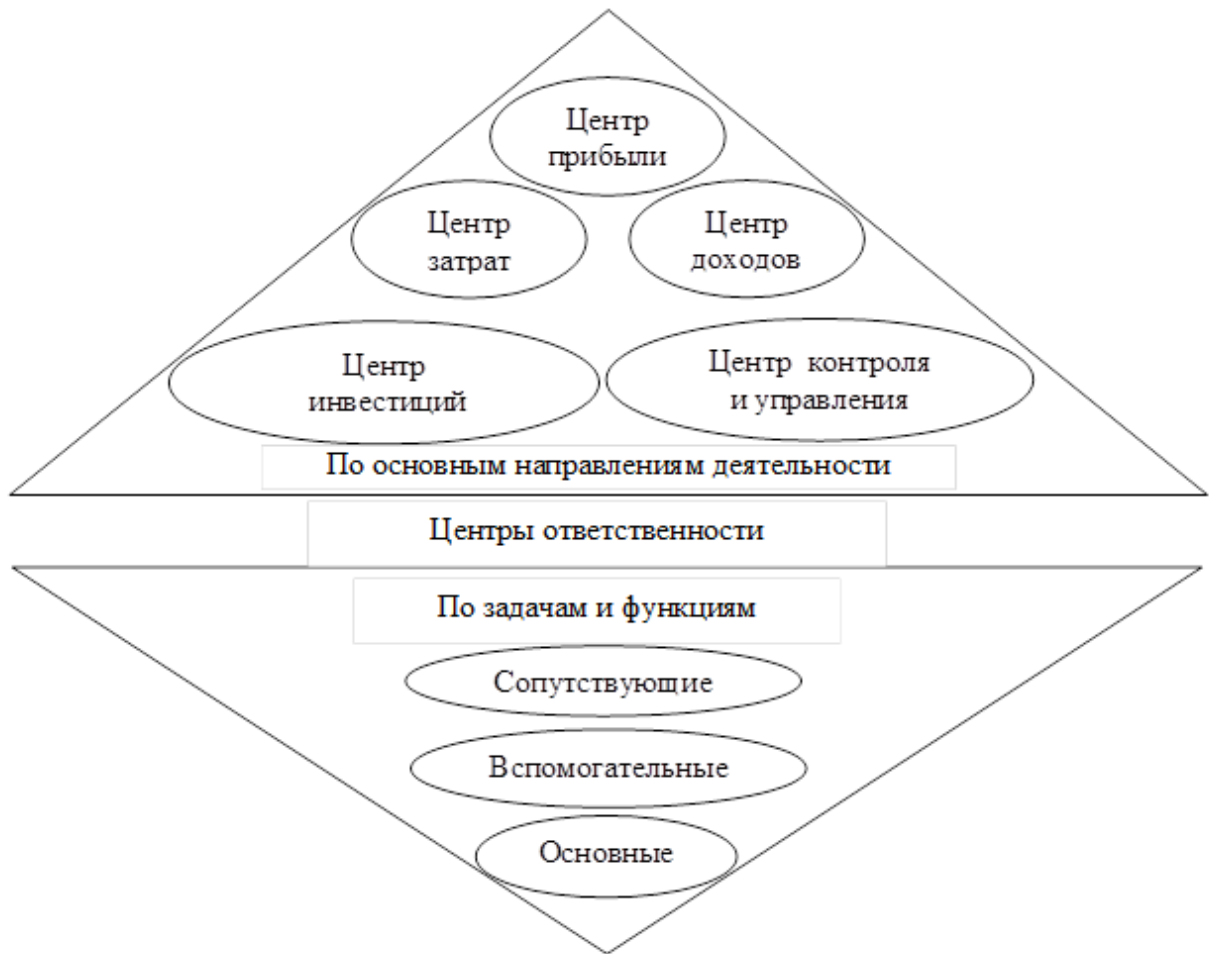 Центр
прибыли
Центр
затрат
Центр
доходов
Центр
инвестиций
Центр контроля
и управления
По основным направлениям деятельности
Центры ответственности
По задачам и функциям
Сопутствующие
Вспомогательные
Основные